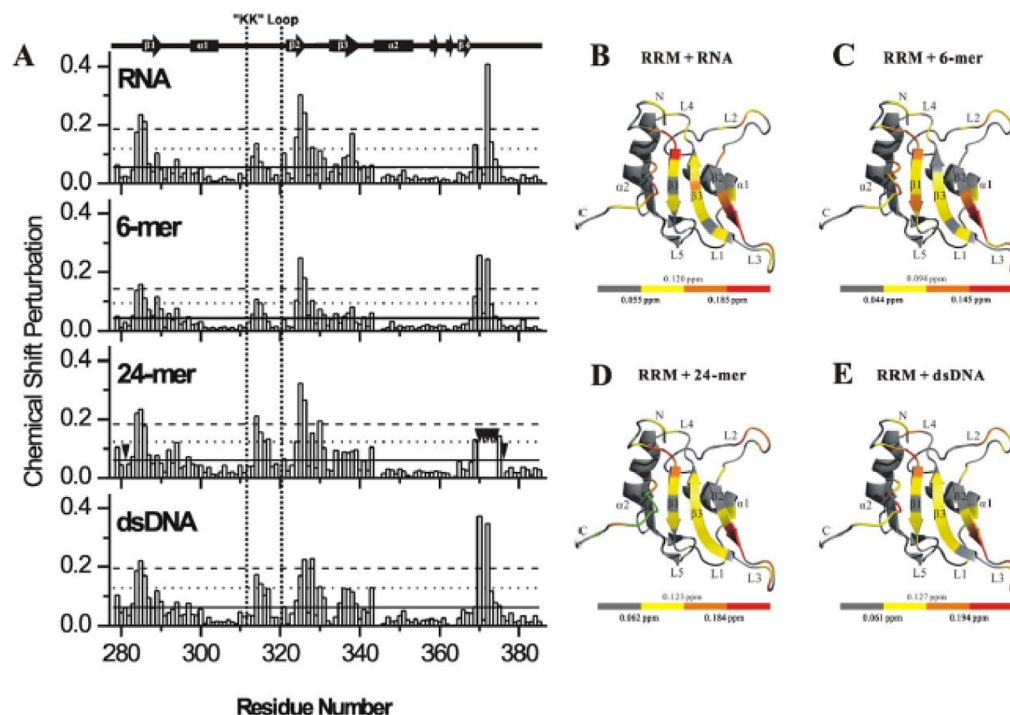 "KK" Loop
A
β1 α1 β2 β3 α2 β4
Chemical Shift Perturbation
0.4
RNA
0.2
0.0
0.4
6-mer
0.2
0.0
0.4
24-mer
0.2
0.0
0.4
dsDNA
0.2
0.0
280 300 320 340 360 380
Residue Number
B RRM + RNA
N L4 L2
α2 β1 β3 β2 α1
C L5 L1 L3
0.120 ppm
0.055 ppm 0.185 ppm
C RRM + 6-mer
N L4 L2
α2 β1 β3 β2 α1
C L5 L1 L3
0.094 ppm
0.044 ppm 0.145 ppm
D RRM + 24-mer
N L4 L2
α2 β1 β3 β2 α1
C L5 L1 L3
0.123 ppm
0.062 ppm 0.184 ppm
E RRM + dsDNA
N L4 L2
α2 β1 β3 β2 α1
C L5 L1 L3
0.127 ppm
0.061 ppm 0.194 ppm